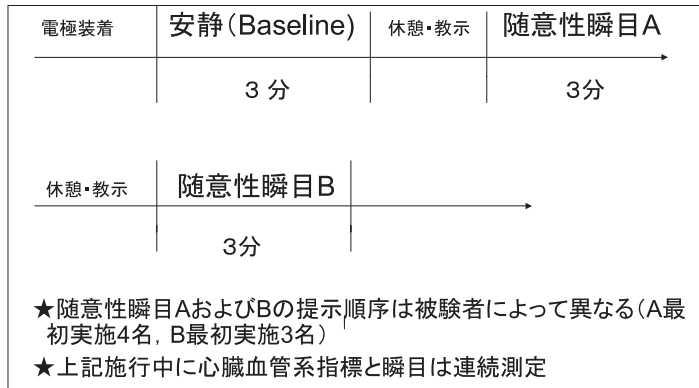 電極装着 安静(Baseline) 休憩・教示 随意性瞬目A
3 分 3分
休憩・教示 随意性瞬目B
3分
★随意性瞬目AおよびBの提示順序は被験者によって異なる(A最
初実施4名, B最初実施3名)
★上記施行中に心臓血管系指標と瞬目は連続測定